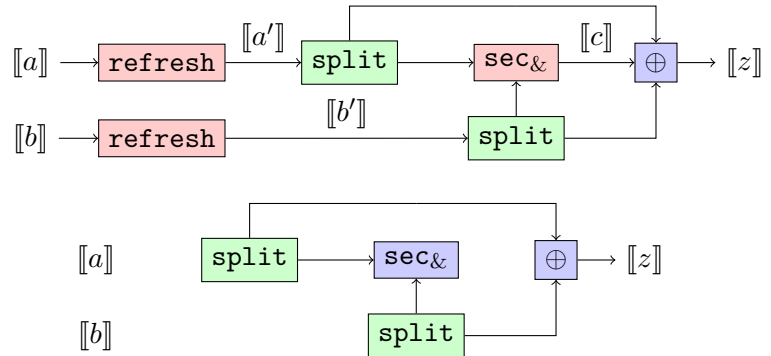 ⟦a′⟧ ⟦c⟧
⟦a⟧ refresh split sec& ⊕ ⟦z⟧
⟦b′⟧
⟦b⟧ refresh split
⟦a⟧ split sec& ⊕ ⟦z⟧
⟦b⟧ split